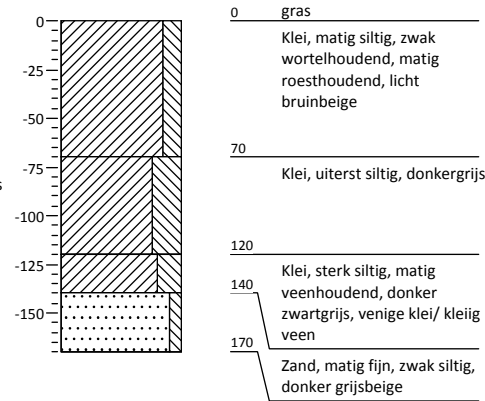 0
-25
-50
-75
-100
-125
-150
0 gras
Klei, matig siltig, zwak
wortelhoudend, matig
roesthoudend, licht
bruinbeige
70
Klei, uiterst siltig, donkergrijs
120
Klei, sterk siltig, matig
veenhoudend, donker
zwartgrijs, venige klei/ kleiig
veen
140
170
Zand, matig fijn, zwak siltig,
donker grijsbeige